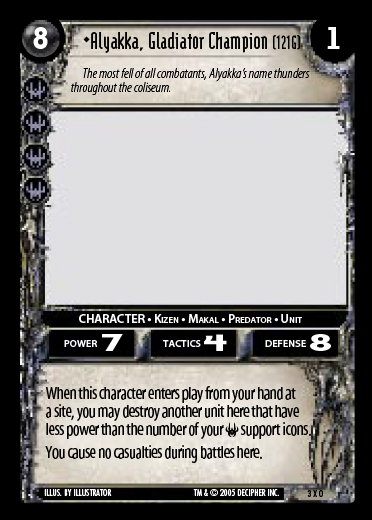 8
•Alyakka, Gladiator Champion (121G)
1
The most fell of all combatants, Alyakka's name thunders
throughout the coliseum.
CHARACTER • KIZEN • MAKAL • PREDATOR • UNIT
POWER 7 TACTICS 4 DEFENSE 8
When this character enters play from your hand at
a site, you may destroy another unit here that have
less power than the number of your support icons.
You cause no casualties during battles here.
ILLUS. BY ILLUSTRATOR TM & © 2005 DECIPHER INC. 3 X 0